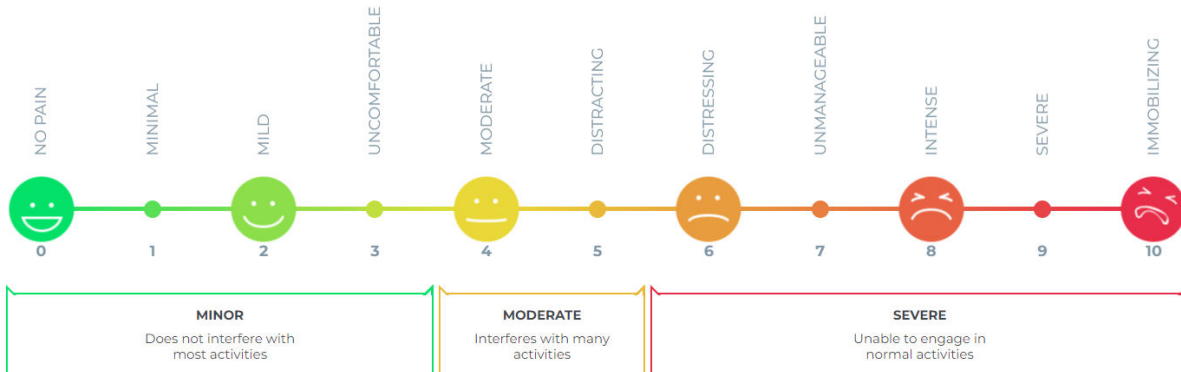 NO PAIN
MINIMAL
MILD
UNCOMFORTABLE
MODERATE
DISTRACTING
DISTRESSING
UNMANAGEABLE
INTENSE
SEVERE
IMMOBILIZING
0 1 2 3 4 5 6 7 8 9 10
MINOR
Does not interfere with
most activities
MODERATE
Interferes with many
activities
SEVERE
Unable to engage in
normal activities